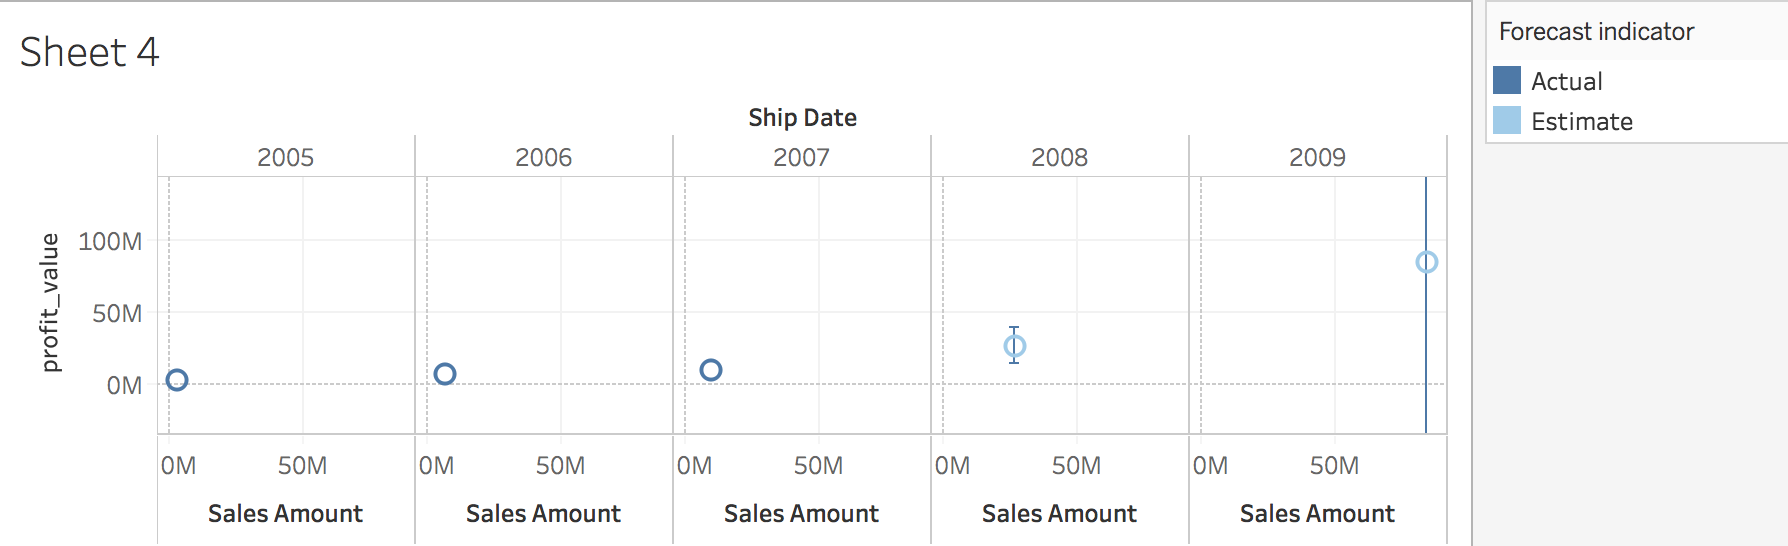 Sheet 4
Forecast indicator
Actual
Estimate
Ship Date
2005 2006 2007 2008 2009
profit_value
100M
50M
0M
0M 50M 0M 50M 0M 50M 0M 50M 0M 50M
Sales Amount Sales Amount Sales Amount Sales Amount Sales Amount